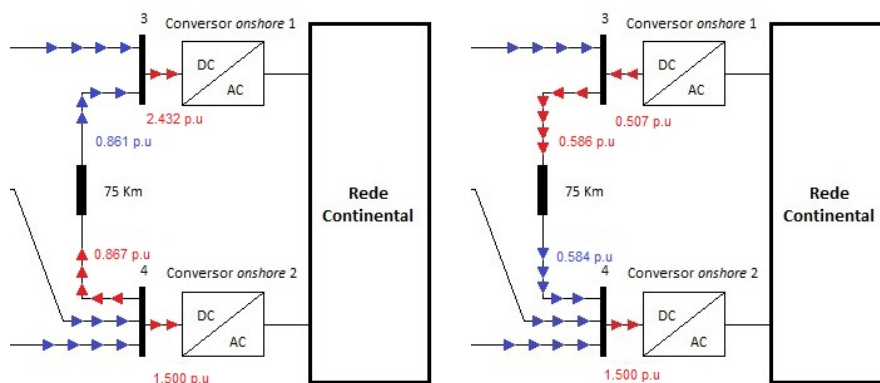 3
Conversor onshore 1
DC
AC
2.432 p.u
0.861 p.u
75 Km
Rede
Continental
0.867 p.u
4
Conversor onshore 2
DC
AC
1.500 p.u
3
Conversor onshore 1
DC
AC
0.507 p.u
0.586 p.u
75 Km
Rede
Continental
0.584 p.u
4
Conversor onshore 2
DC
AC
1.500 p.u